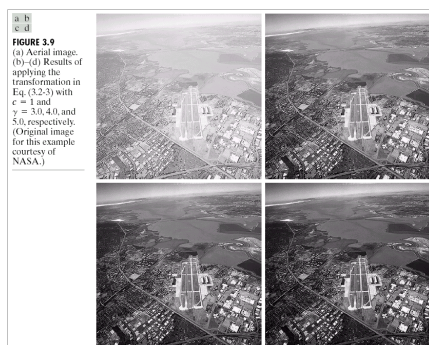 a b
c d
FIGURE 3.9
(a) Aerial image.
(b)–(d) Results of
applying the
transformation in
Eq. (3.2-3) with
c = 1 and
γ = 3.0, 4.0, and
5.0, respectively.
(Original image
for this example
courtesy of
NASA.)